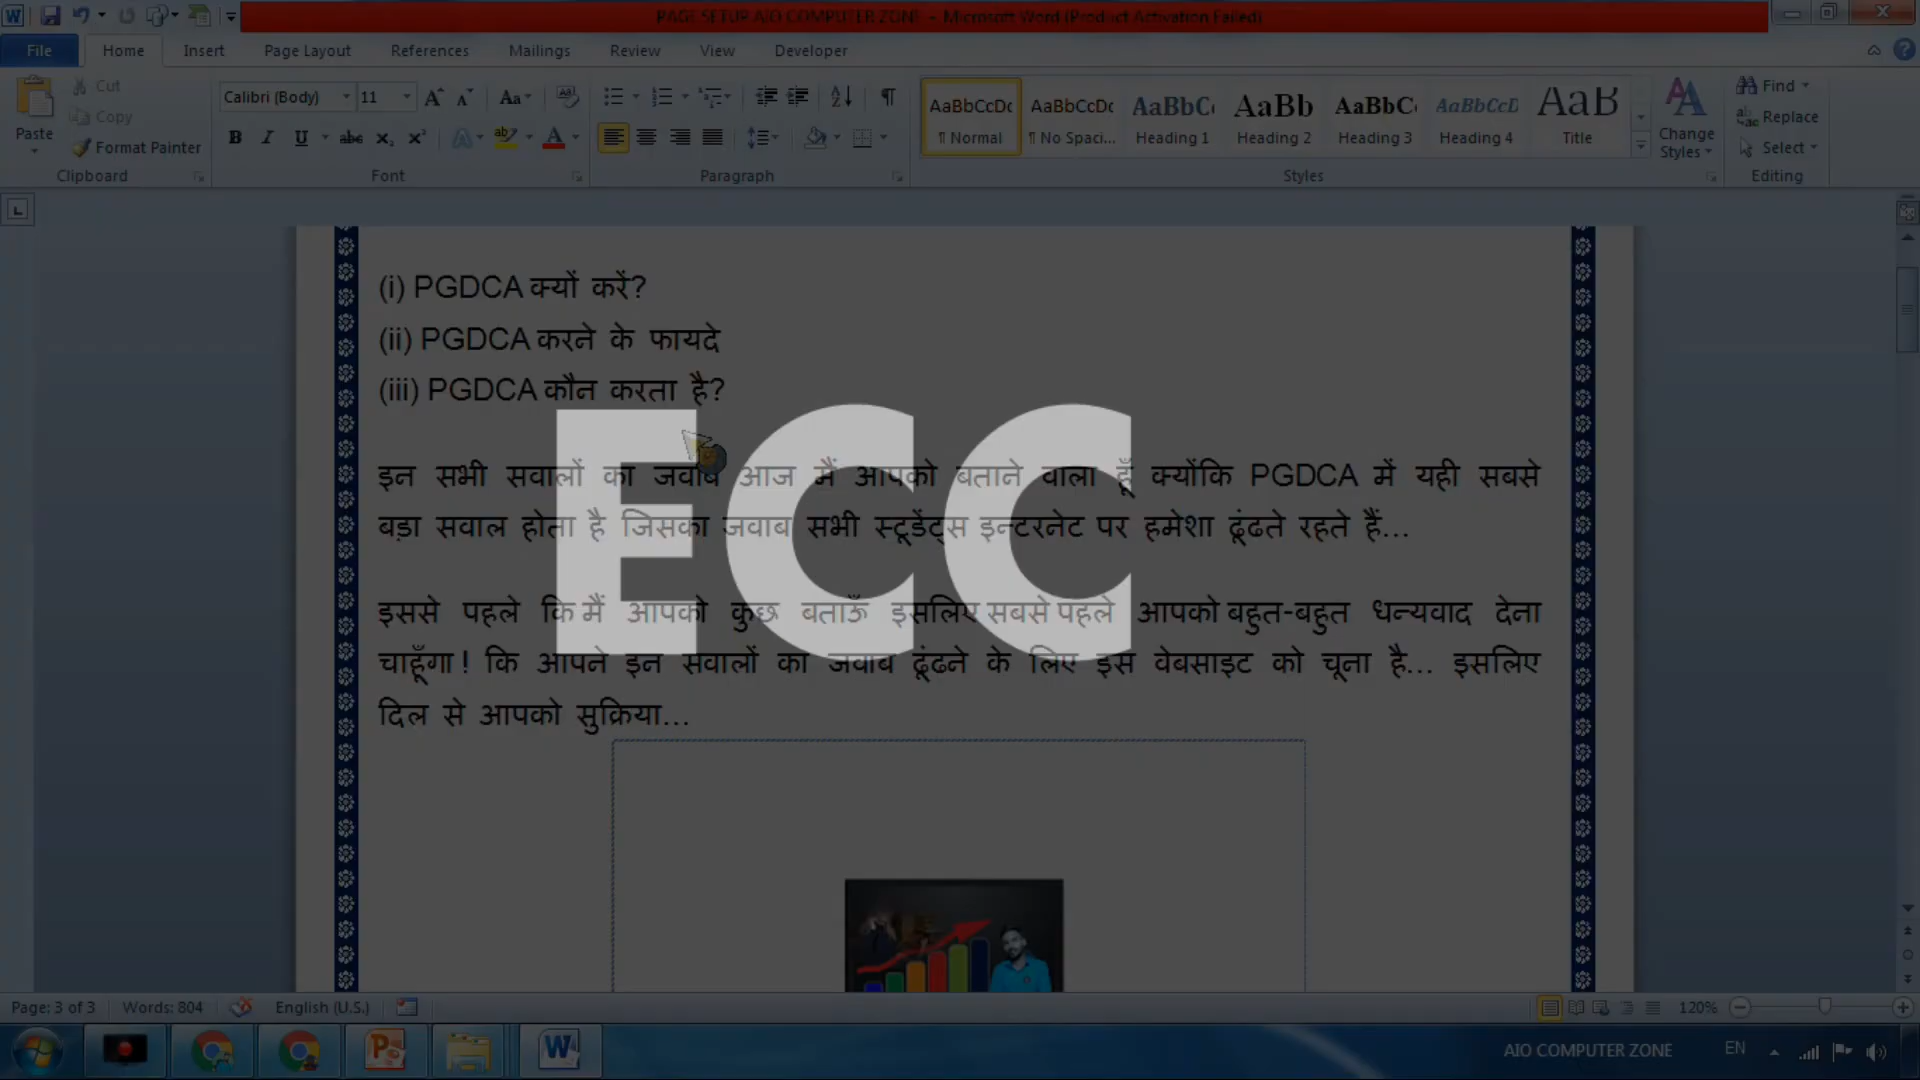 PAGE SETUP AIO COMPUTER ZONE - Microsoft Word (Product Activation Failed)
File Home Insert Page Layout References Mailings Review View Developer
Cut
Copy
Paste
Format Painter
Clipboard
Calibri (Body) 11
Font
Paragraph
AaBbCcDc AaBbCcDc AaBbC AaBb AaBbC AaBbCcD AaB
¶ Normal ¶ No Spaci... Heading 1 Heading 2 Heading 3 Heading 4 Title
Change Styles
Styles
Find
Replace
Select
Editing
(i) PGDCA क्यों करें?
(ii) PGDCA करने के फायदे
(iii) PGDCA कौन करता है?
ECC
इन सभी सवालों का जवाब आज मैं आपको बताने वाला हूँ क्योंकि PGDCA में यही सबसे
बड़ा सवाल होता है जिसका जवाब सभी स्टूडेंट्स इन्टरनेट पर हमेशा ढूंढते रहते हैं...
इससे पहले कि मैं आपको कुछ बताऊँ इसलिए सबसे पहले आपको बहुत-बहुत धन्यवाद देना
चाहूँगा ! कि आपने इन सवालों का जवाब ढूंढने के लिए इस वेबसाइट को चूना है... इसलिए
दिल से आपको सुक्रिया...
Page: 3 of 3 Words: 804 English (U.S.) 120%
AIO COMPUTER ZONE EN